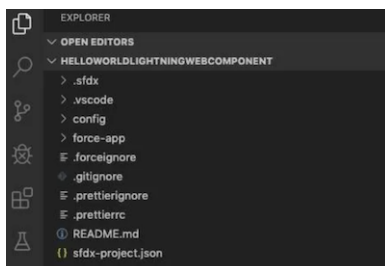 EXPLORER
OPEN EDITORS
HELLOWORLDLIGHTNINGWEBCOMPONENT
.sfdx
.vscode
config
force-app
.forceignore
.gitignore
.prettierignore
.prettierrc
README.md
{} sfdx-project.json